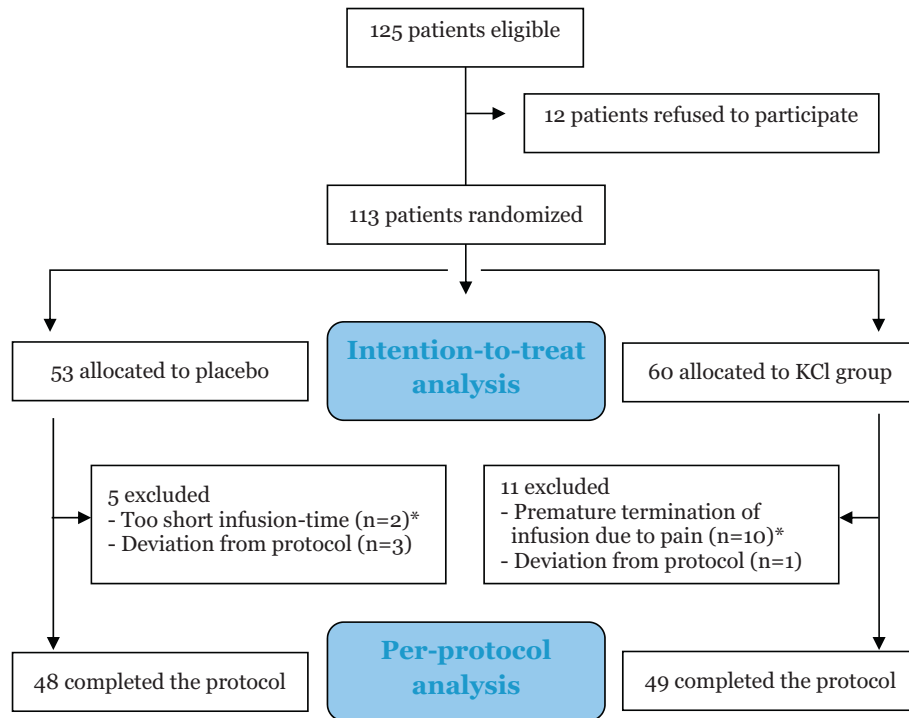 125 patients eligible
12 patients refused to participate
113 patients randomized
53 allocated to placebo
Intention-to-treat
analysis
60 allocated to KCl group
5 excluded
- Too short infusion-time (n=2)*
- Deviation from protocol (n=3)
11 excluded
- Premature termination of
infusion due to pain (n=10)*
- Deviation from protocol (n=1)
48 completed the protocol
Per-protocol
analysis
49 completed the protocol